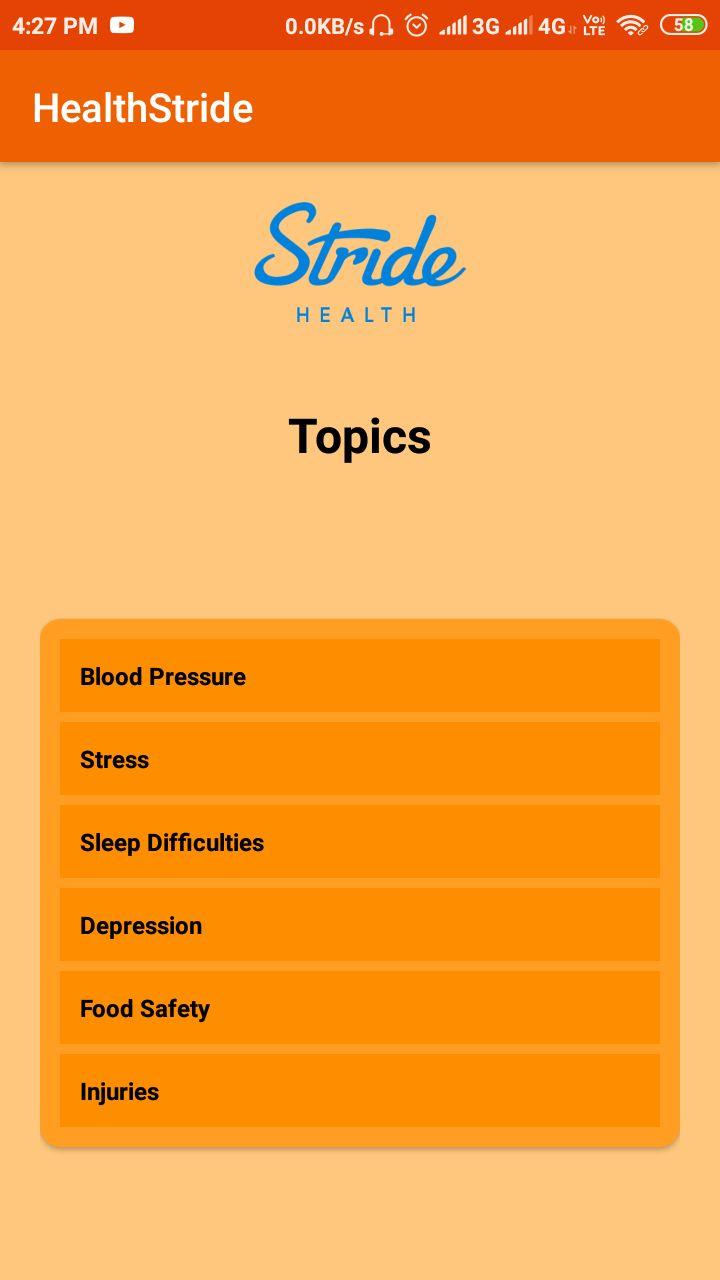 4:27 PM 0.0KB/s 3G 4G Vo) LTE 58
HealthStride
Stride
HEALTH
Topics
Blood Pressure
Stress
Sleep Difficulties
Depression
Food Safety
Injuries